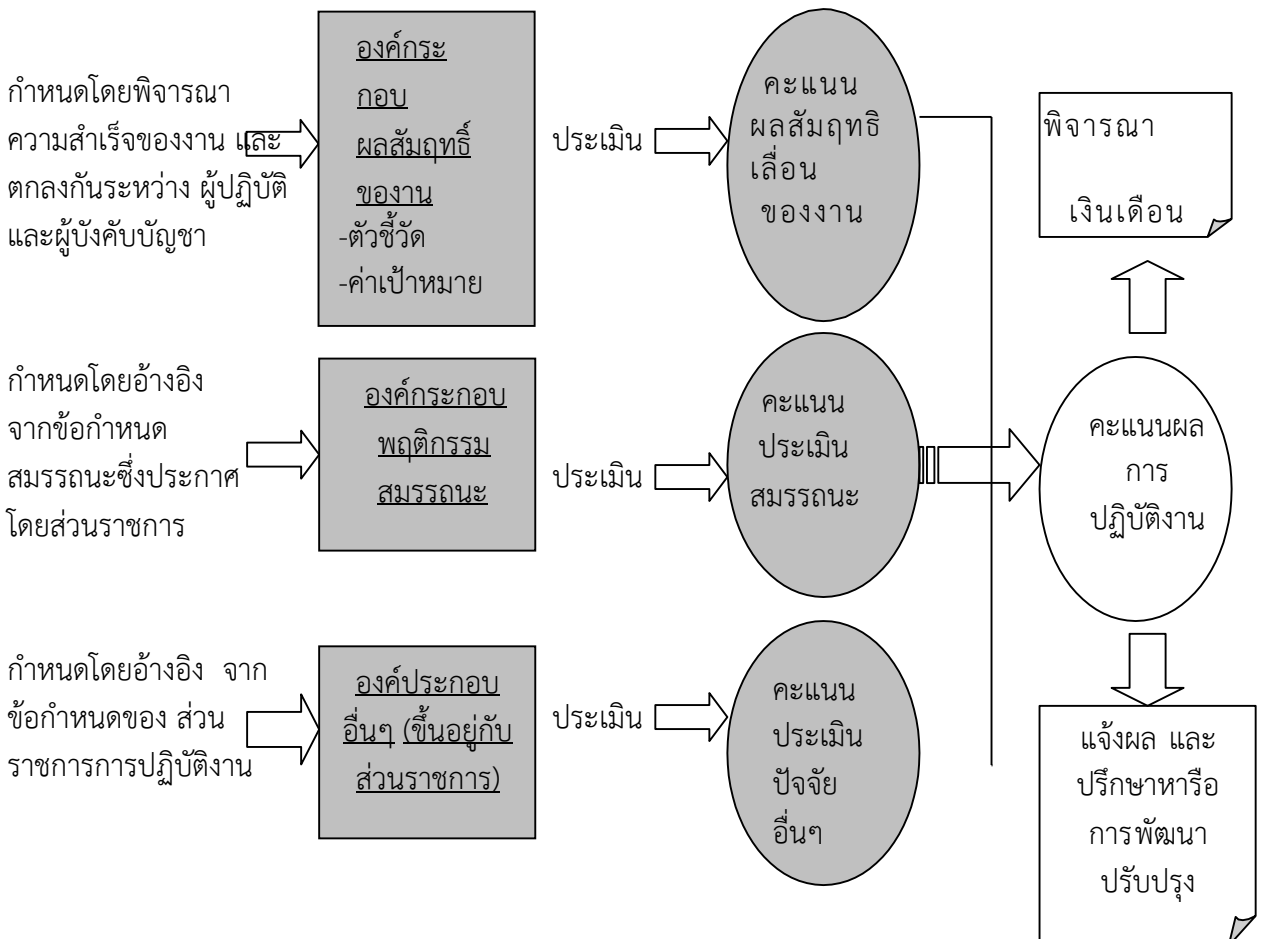 กำหนดโดยพิจารณา
ความสำเร็จของงาน และ
ตกลงกันระหว่าง ผู้ปฏิบัติ
และผู้บังคับบัญชา
องค์กระ
กอบ
ผลสัมฤทธิ์
ของงาน
-ตัวชี้วัด
-ค่าเป้าหมาย
ประเมิน
คะแนน
ผลสัมฤทธิ
เลื่อน
ของงาน
พิจารณา
เงินเดือน
กำหนดโดยอ้างอิง
จากข้อกำหนด
สมรรถนะซึ่งประกาศ
โดยส่วนราชการ
องค์กระกอบ
พฤติกรรม
สมรรถนะ
ประเมิน
คะแนน
ประเมิน
สมรรถนะ
คะแนนผล
การ
ปฏิบัติงาน
กำหนดโดยอ้างอิง จาก
ข้อกำหนดของ ส่วน
ราชการการปฏิบัติงาน
องค์ประกอบ
อื่นๆ (ขึ้นอยู่กับ
ส่วนราชการ)
ประเมิน
คะแนน
ประเมิน
ปัจจัย
อื่นๆ
แจ้งผล และ
ปรึกษาหารือ
การพัฒนา
ปรับปรุง